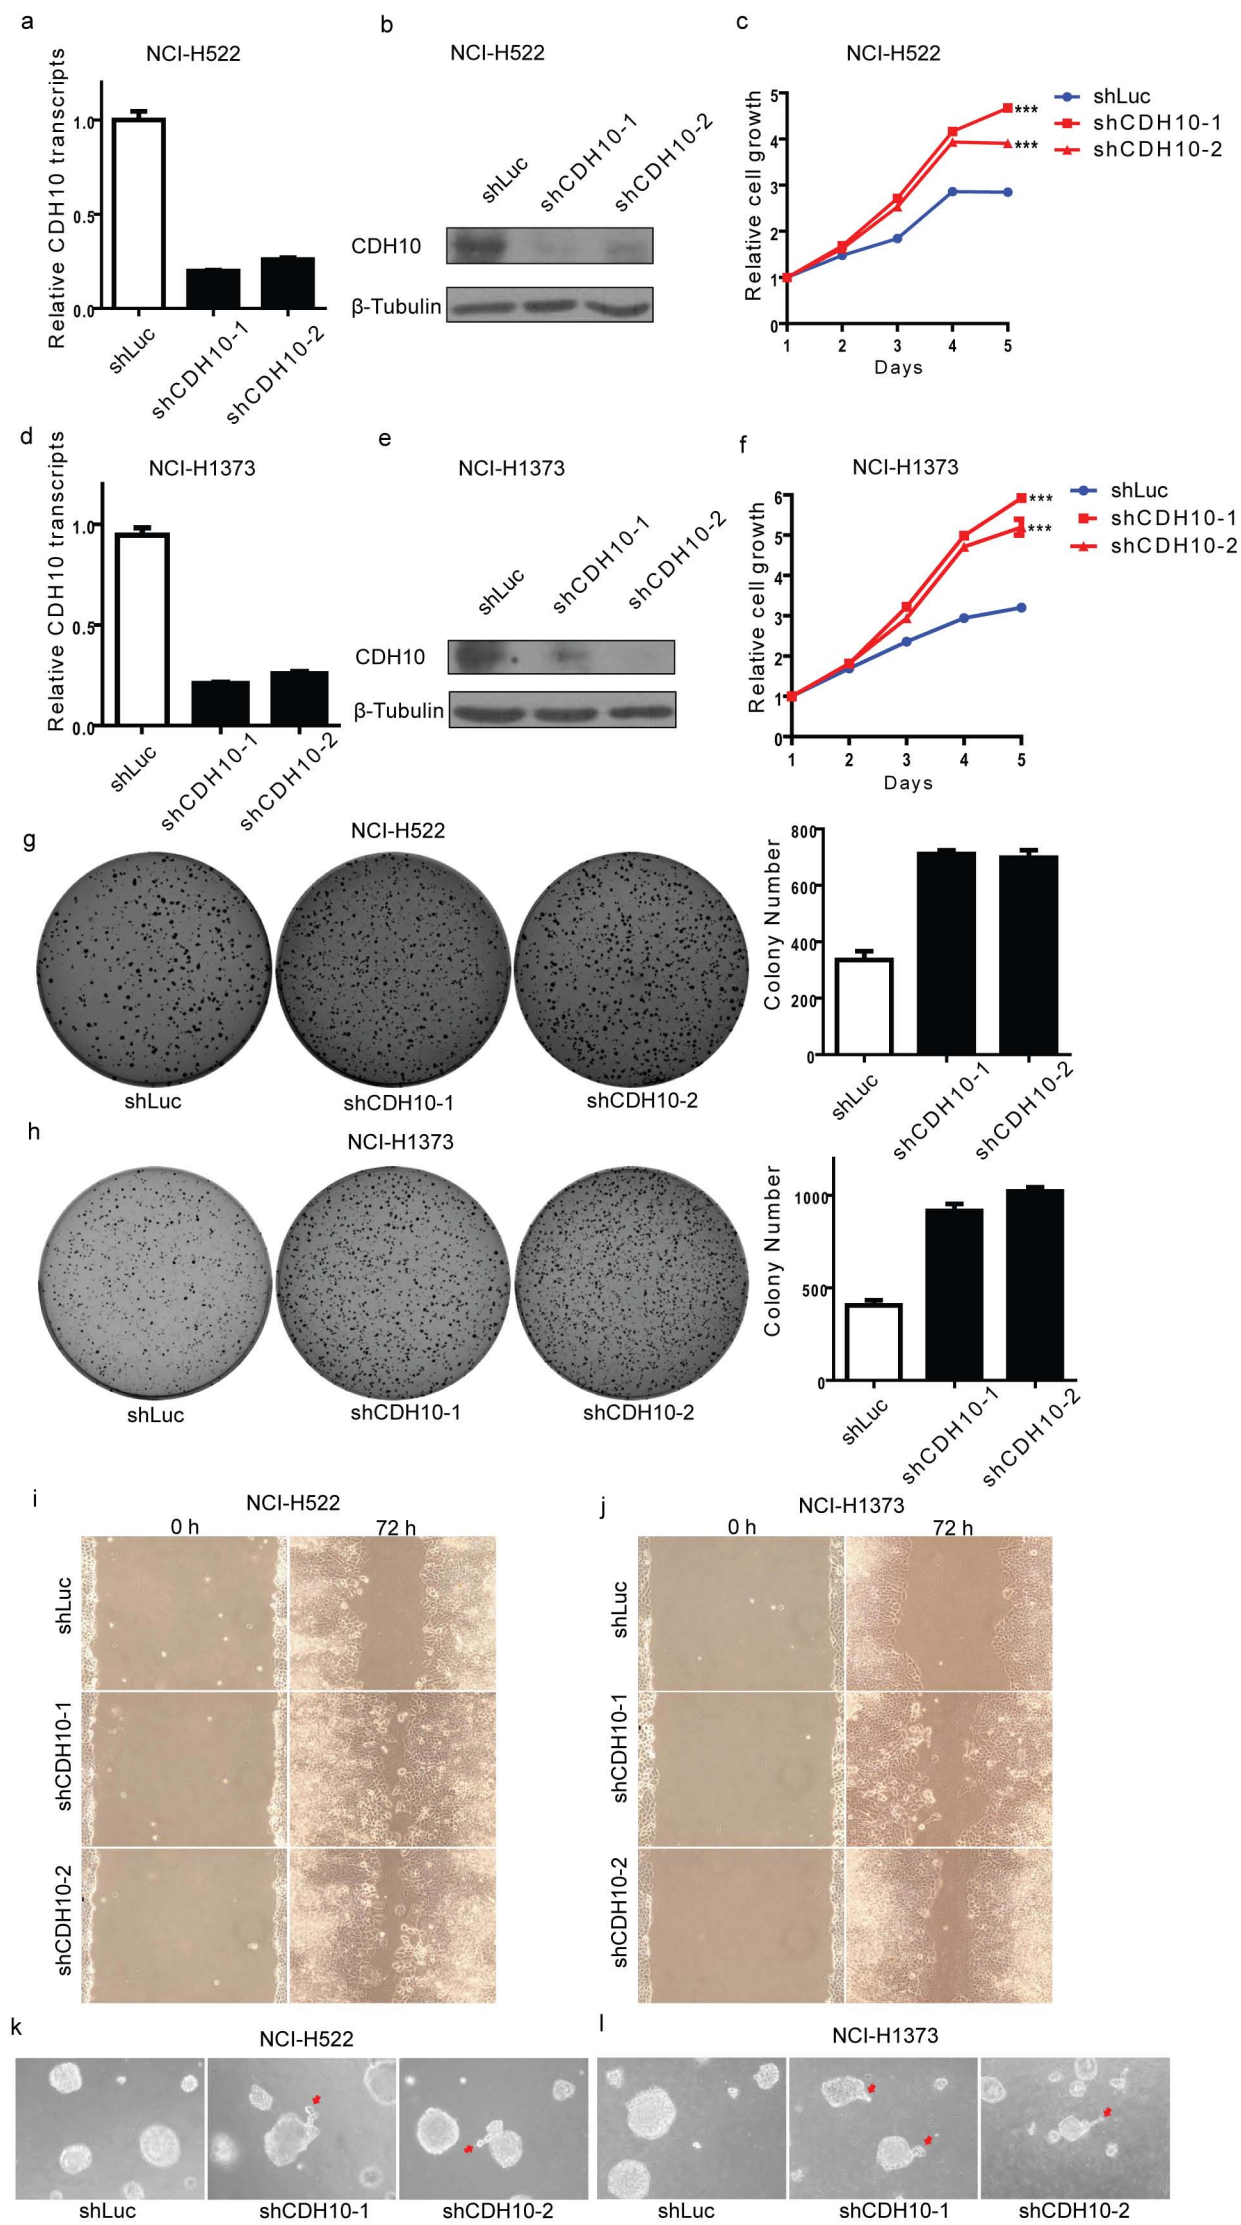 a
NCI-H522
Relative CDH10 transcripts
1.0
0.5
0.0
shLuc
shCDH10-1
shCDH10-2
b
NCI-H522
shLuc
shCDH10-1
shCDH10-2
CDH10
β-Tubulin
c
NCI-H522
Relative cell growth
5
4
3
2
1
0
1 2 3 4 5
Days
***
***
shLuc
shCDH10-1
shCDH10-2
d
NCI-H1373
Relative CDH10 transcripts
1.0
0.5
0.0
shLuc
shCDH10-1
shCDH10-2
e
NCI-H1373
shLuc
shCDH10-1
shCDH10-2
CDH10
β-Tubulin
f
NCI-H1373
Relative cell growth
6
5
4
3
2
1
0
1 2 3 4 5
Days
***
***
shLuc
shCDH10-1
shCDH10-2
g
NCI-H522
shLuc
shCDH10-1
shCDH10-2
Colony Number
800
600
400
200
0
shLuc
shCDH10-1
shCDH10-2
h
NCI-H1373
shLuc
shCDH10-1
shCDH10-2
Colony Number
1000
500
0
shLuc
shCDH10-1
shCDH10-2
i
NCI-H522
0 h
72 h
shLuc
shCDH10-1
shCDH10-2
j
NCI-H1373
0 h
72 h
shLuc
shCDH10-1
shCDH10-2
k
NCI-H522
shLuc
shCDH10-1
shCDH10-2
l
NCI-H1373
shLuc
shCDH10-1
shCDH10-2